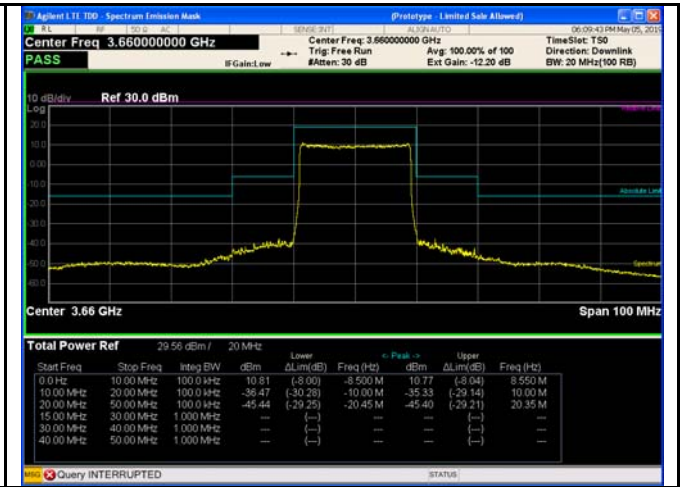 Agilent LTE TDD - Spectrum Emission Mask (Prototype - Limited Sale Allowed)
RL RF 50 Ω AC SENSE:INT ALIGN AUTO 06:09:43 PM May 05, 2019
Center Freq 3.660000000 GHz
PASS
IFGain:Low
Center Freq: 3.660000000 GHz
Trig: Free Run Avg: 100.00% of 100
#Atten: 30 dB Ext Gain: -12.20 dB
TimeSlot: TS0
Direction: Downlink
BW: 20 MHz(100 RB)
10 dB/div Ref 30.0 dBm
Log
20.0
10.0
0.00
-10.0
Absolute Limit
-20.0
-30.0
-40.0
-50.0
Spectrum
-60.0
Center 3.66 GHz Span 100 MHz
Total Power Ref 29.56 dBm / 20 MHz
Lower <- Peak -> Upper
Start Freq Stop Freq Integ BW dBm ΔLim(dB) Freq (Hz) dBm ΔLim(dB) Freq (Hz)
0.0 Hz 10.00 MHz 100.0 kHz 10.81 (-8.00) -8.500 M 10.77 (-8.04) 8.550 M
10.00 MHz 20.00 MHz 100.0 kHz -36.47 (-30.28) -10.00 M -35.33 (-29.14) 10.00 M
20.00 MHz 50.00 MHz 100.0 kHz -45.44 (-29.25) -20.45 M -45.40 (-29.21) 20.35 M
15.00 MHz 30.00 MHz 1.000 MHz --- (---) --- --- (---) ---
30.00 MHz 40.00 MHz 1.000 MHz --- (---) --- --- (---) ---
40.00 MHz 50.00 MHz 1.000 MHz --- (---) --- --- (---) ---
MSG Query INTERRUPTED STATUS